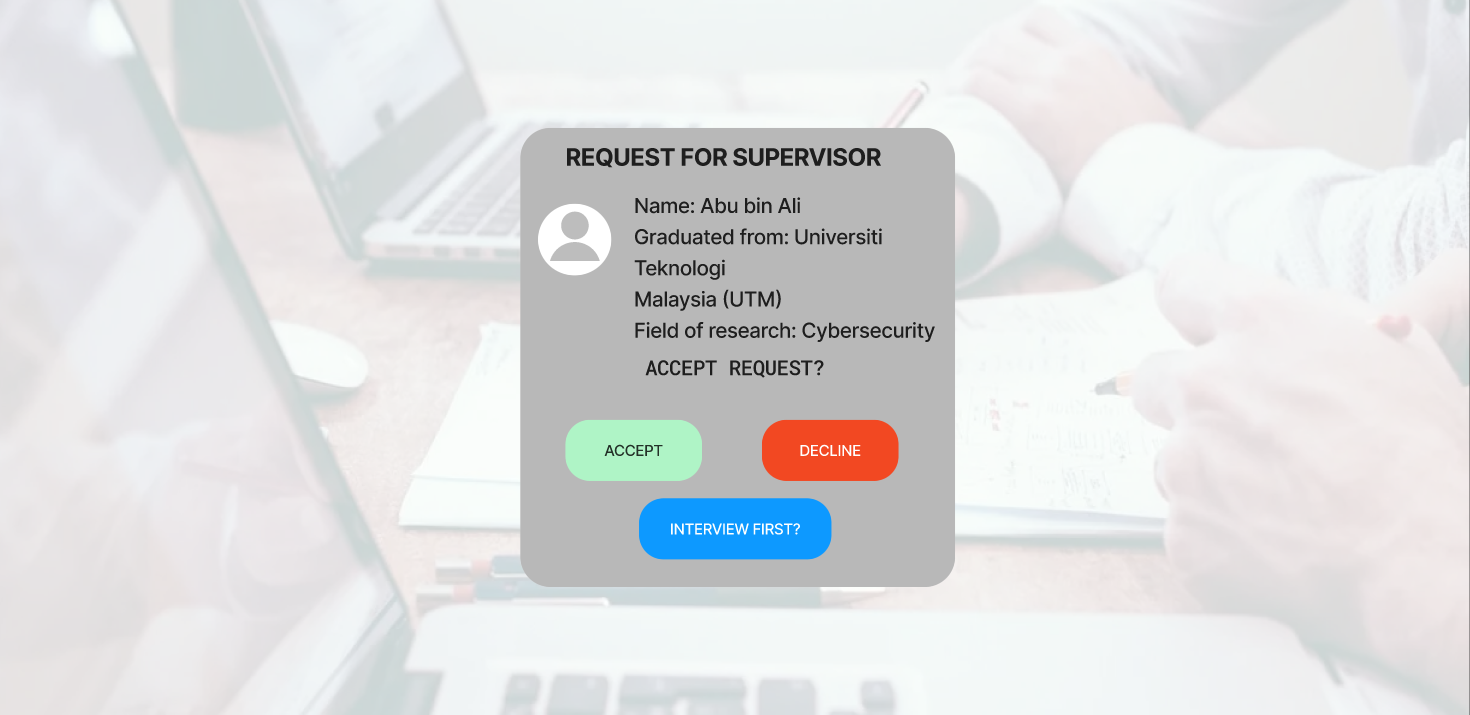 REQUEST FOR SUPERVISOR
Name: Abu bin Ali
Graduated from: Universiti
Teknologi
Malaysia (UTM)
Field of research: Cybersecurity
ACCEPT REQUEST?
ACCEPT
DECLINE
INTERVIEW FIRST?